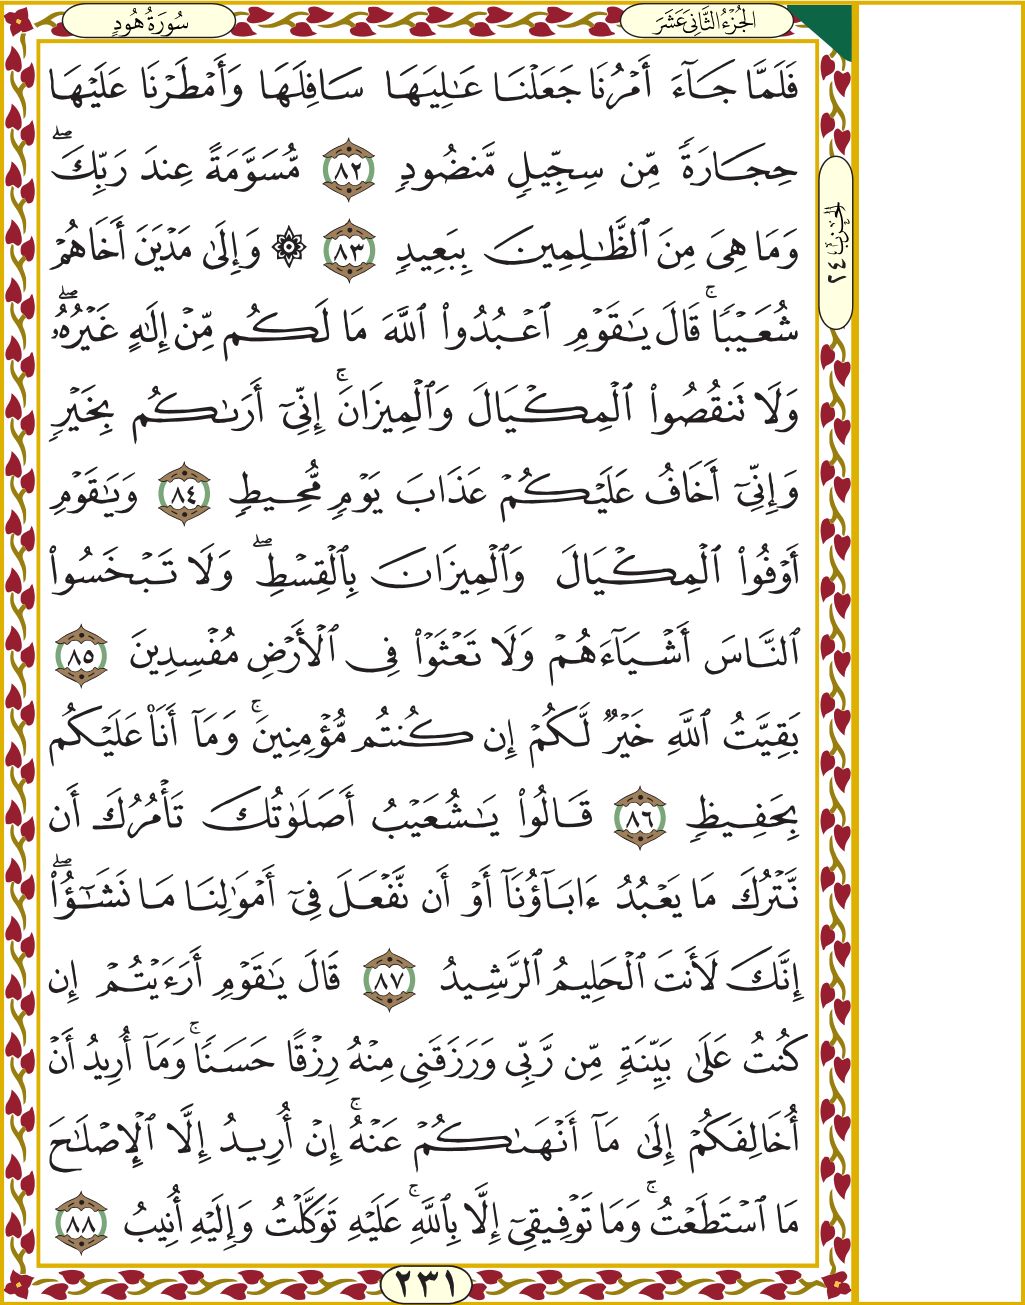 سُورَةُ هُودٍ
الجُزْءُ الثَّانِيَ عَشَرَ
فَلَمَّا جَآءَ أَمْرُنَا جَعَلْنَا عَـٰلِيَهَا سَافِلَهَا وَأَمْطَرْنَا عَلَيْهَا
حِجَارَةً مِّن سِجِّيلٍ مَّنضُودٍ ٨٢ مُّسَوَّمَةً عِندَ رَبِّكَۖ
وَمَا هِىَ مِنَ ٱلظَّـٰلِمِينَ بِبَعِيدٍ ٨٣ ۞ وَإِلَىٰ مَدْيَنَ أَخَاهُمْ
شُعَيْبًاۚ قَالَ يَـٰقَوْمِ ٱعْبُدُوا۟ ٱللَّهَ مَا لَكُم مِّنْ إِلَـٰهٍ غَيْرُهُۥۖ
وَلَا تَنقُصُوا۟ ٱلْمِكْيَالَ وَٱلْمِيزَانَۚ إِنِّىٓ أَرَىٰكُم بِخَيْرٍ
وَإِنِّىٓ أَخَافُ عَلَيْكُمْ عَذَابَ يَوْمٍ مُّحِيطٍ ٨٤ وَيَـٰقَوْمِ
أَوْفُوا۟ ٱلْمِكْيَالَ وَٱلْمِيزَانَ بِٱلْقِسْطِۖ وَلَا تَبْخَسُوا۟
ٱلنَّاسَ أَشْيَآءَهُمْ وَلَا تَعْثَوْا۟ فِى ٱلْأَرْضِ مُفْسِدِينَ ٨٥
بَقِيَّتُ ٱللَّهِ خَيْرٌ لَّكُمْ إِن كُنتُم مُّؤْمِنِينَۚ وَمَآ أَنَا۠ عَلَيْكُم
بِحَفِيظٍ ٨٦ قَالُوا۟ يَـٰشُعَيْبُ أَصَلَوٰتُكَ تَأْمُرُكَ أَن
نَّتْرُكَ مَا يَعْبُدُ ءَابَآؤُنَآ أَوْ أَن نَّفْعَلَ فِىٓ أَمْوَٰلِنَا مَا نَشَـٰٓؤُا۟ۖ
إِنَّكَ لَأَنتَ ٱلْحَلِيمُ ٱلرَّشِيدُ ٨٧ قَالَ يَـٰقَوْمِ أَرَءَيْتُمْ إِن
كُنتُ عَلَىٰ بَيِّنَةٍ مِّن رَّبِّى وَرَزَقَنِى مِنْهُ رِزْقًا حَسَنًاۚ وَمَآ أُرِيدُ أَنْ
أُخَالِفَكُمْ إِلَىٰ مَآ أَنْهَىٰكُمْ عَنْهُۚ إِنْ أُرِيدُ إِلَّا ٱلْإِصْلَـٰحَ
مَا ٱسْتَطَعْتُۚ وَمَا تَوْفِيقِىٓ إِلَّا بِٱللَّهِۚ عَلَيْهِ تَوَكَّلْتُ وَإِلَيْهِ أُنِيبُ ٨٨
الحِزْب ٢٤
٢٣١